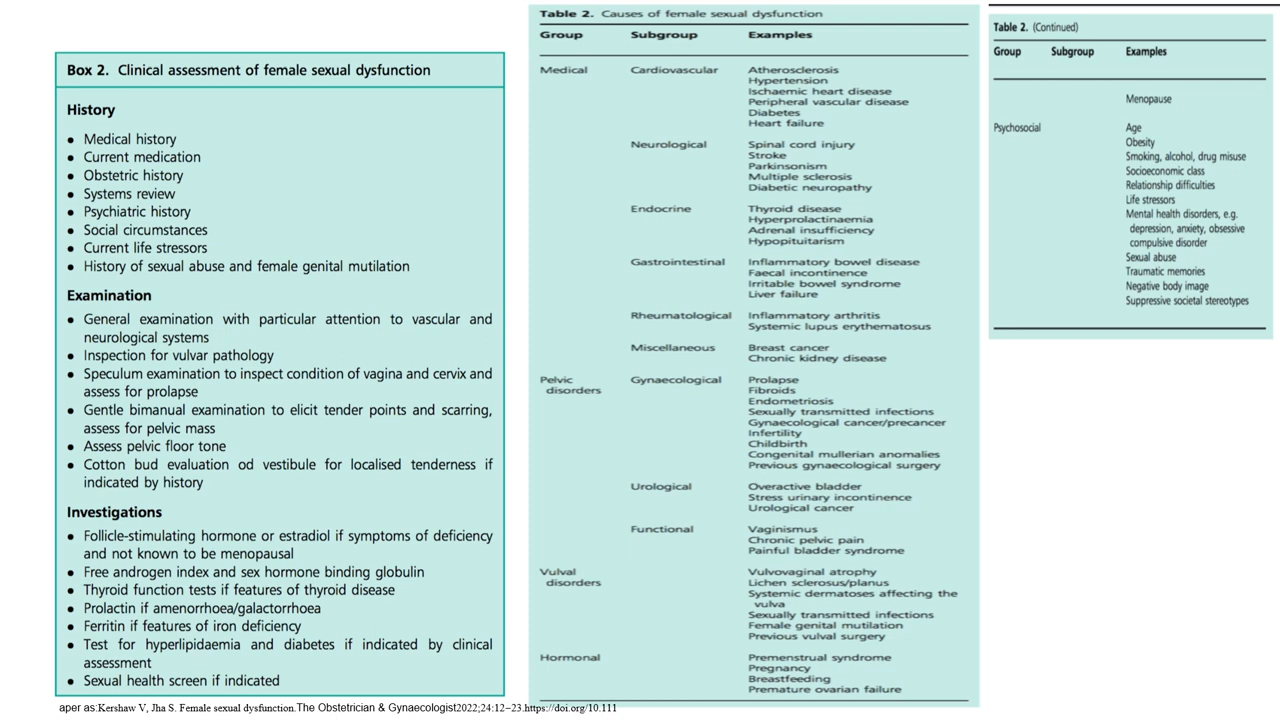 Box 2. Clinical assessment of female sexual dysfunction
History
• Medical history
• Current medication
• Obstetric history
• Systems review
• Psychiatric history
• Social circumstances
• Current life stressors
• History of sexual abuse and female genital mutilation
Examination
• General examination with particular attention to vascular and
neurological systems
• Inspection for vulvar pathology
• Speculum examination to inspect condition of vagina and cervix and
assess for prolapse
• Gentle bimanual examination to elicit tender points and scarring,
assess for pelvic mass
• Assess pelvic floor tone
• Cotton bud evaluation od vestibule for localised tenderness if
indicated by history
Investigations
• Follicle-stimulating hormone or estradiol if symptoms of deficiency
and not known to be menopausal
• Free androgen index and sex hormone binding globulin
• Thyroid function tests if features of thyroid disease
• Prolactin if amenorrhoea/galactorrhoea
• Ferritin if features of iron deficiency
• Test for hyperlipidaemia and diabetes if indicated by clinical
assessment
• Sexual health screen if indicated
aper as:Kershaw V, Jha S. Female sexual dysfunction.The Obstetrician & Gynaecologist2022;24:12–23.https://doi.org/10.111
Table 2. Causes of female sexual dysfunction
Group Subgroup Examples
Medical Cardiovascular Atherosclerosis
Hypertension
Ischaemic heart disease
Peripheral vascular disease
Diabetes
Heart failure
Neurological Spinal cord injury
Stroke
Parkinsonism
Multiple sclerosis
Diabetic neuropathy
Endocrine Thyroid disease
Hyperprolactinaemia
Adrenal insufficiency
Hypopituitarism
Gastrointestinal Inflammatory bowel disease
Faecal incontinence
Irritable bowel syndrome
Liver failure
Rheumatological Inflammatory arthritis
Systemic lupus erythematosus
Miscellaneous Breast cancer
Chronic kidney disease
Pelvic Gynaecological Prolapse
disorders Fibroids
Endometriosis
Sexually transmitted infections
Gynaecological cancer/precancer
Infertility
Childbirth
Congenital mullerian anomalies
Previous gynaecological surgery
Urological Overactive bladder
Stress urinary incontinence
Urological cancer
Functional Vaginismus
Chronic pelvic pain
Painful bladder syndrome
Vulval Vulvovaginal atrophy
disorders Lichen sclerosus/planus
Systemic dermatoses affecting the
vulva
Sexually transmitted infections
Female genital mutilation
Previous vulval surgery
Hormonal Premenstrual syndrome
Pregnancy
Breastfeeding
Premature ovarian failure
Table 2. (Continued)
Group Subgroup Examples
Menopause
Psychosocial Age
Obesity
Smoking, alcohol, drug misuse
Socioeconomic class
Relationship difficulties
Life stressors
Mental health disorders, e.g.
depression, anxiety, obsessive
compulsive disorder
Sexual abuse
Traumatic memories
Negative body image
Suppressive societal stereotypes